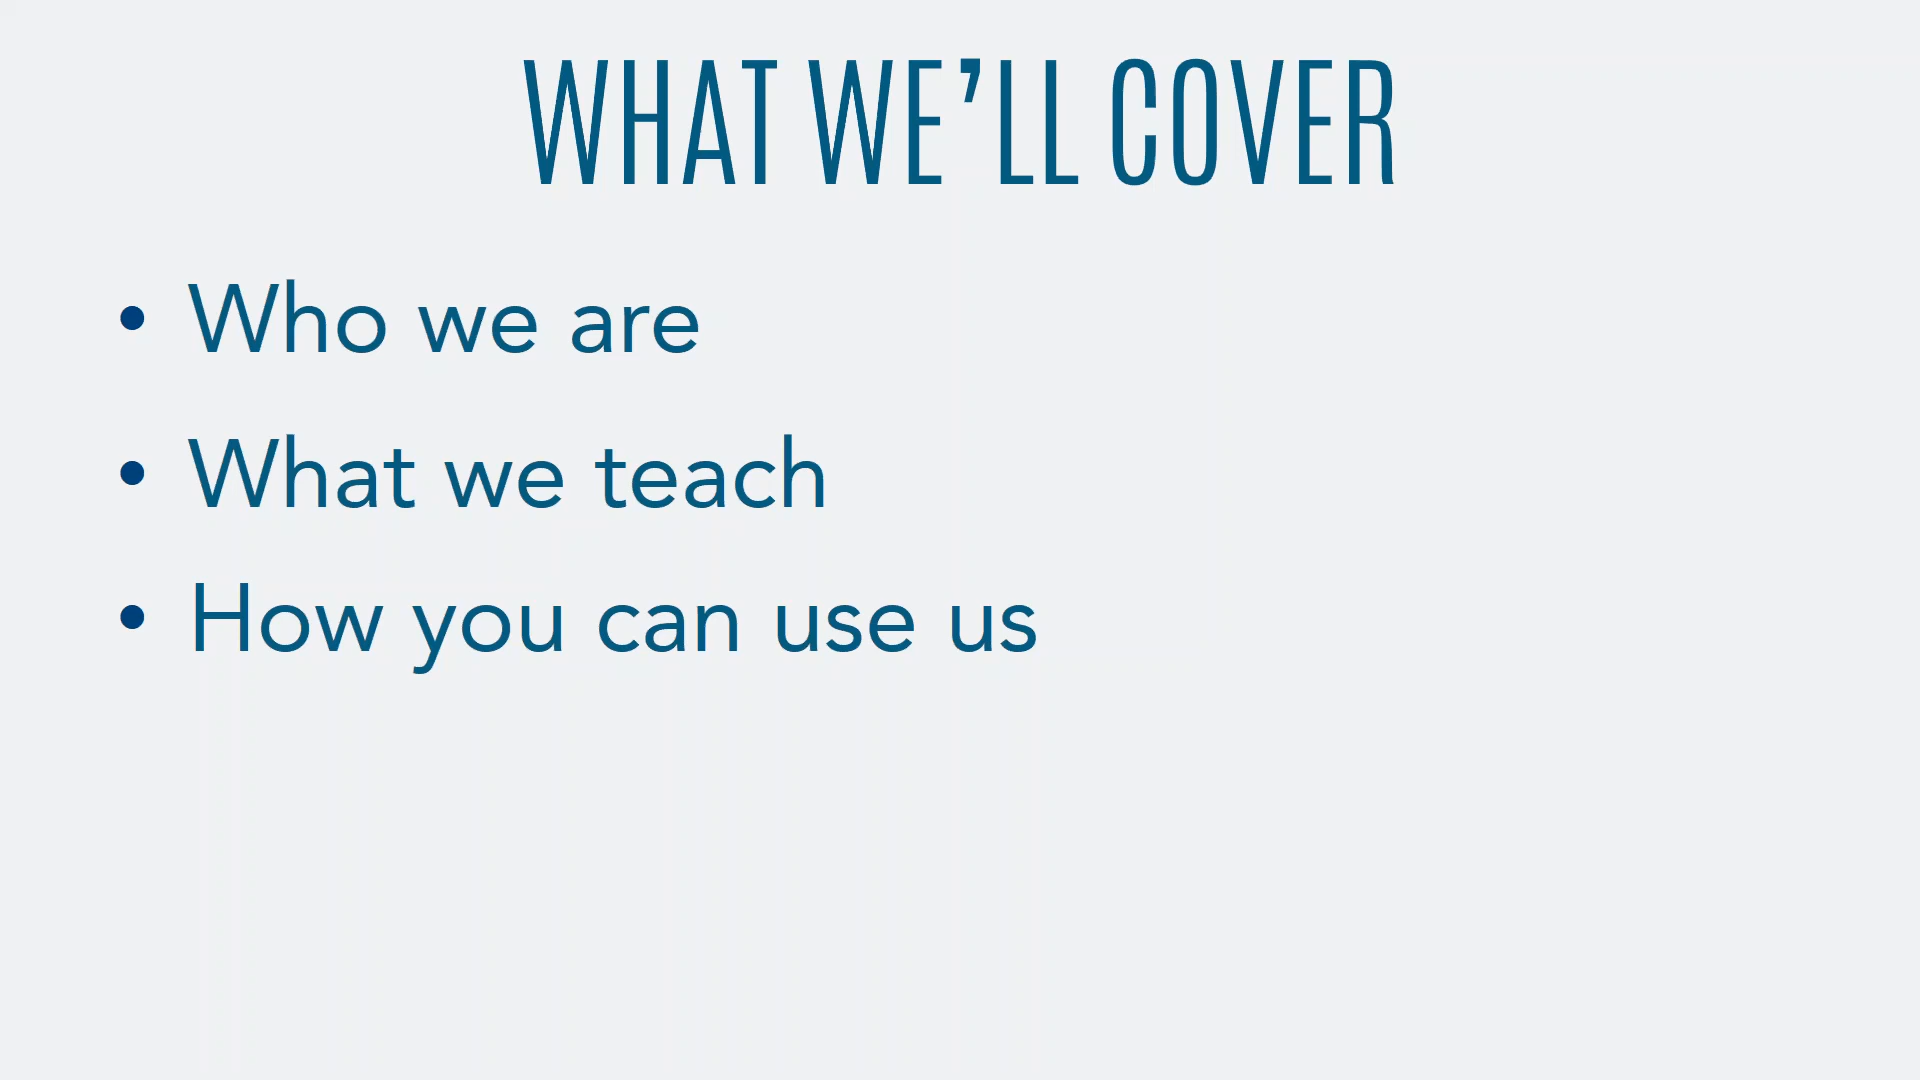 WHAT WE’LL COVER
• Who we are
• What we teach
• How you can use us